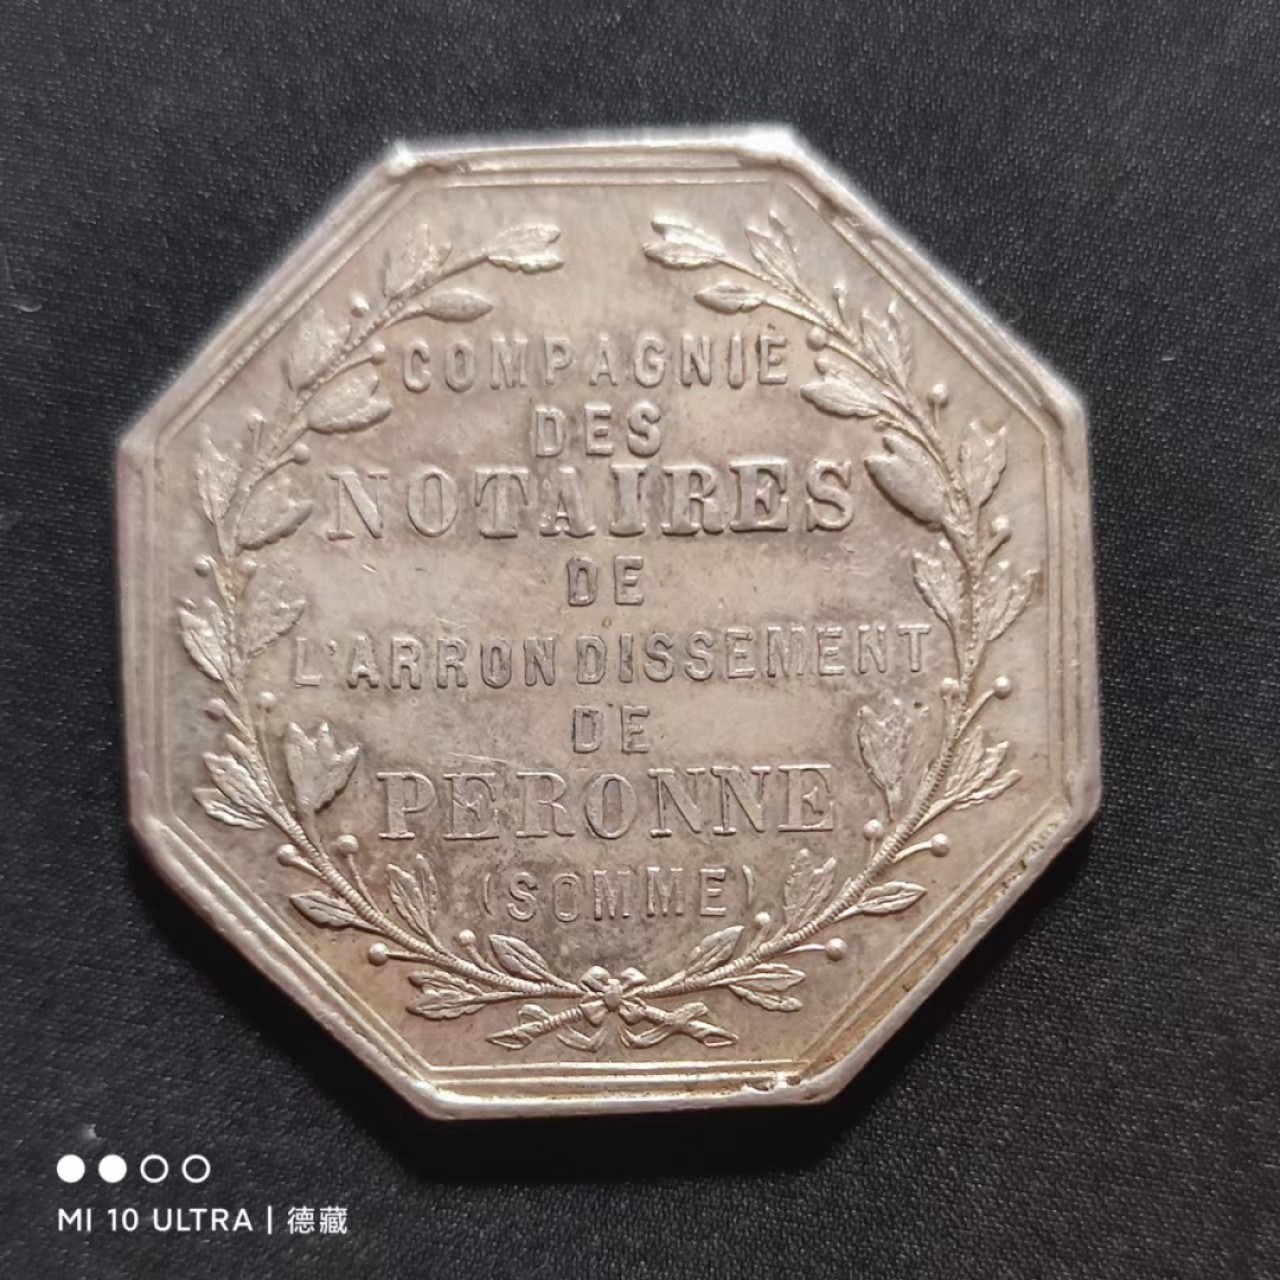 COMPAGNIE
DES
NOTAIRES
DE
L'ARRONDISSEMENT
DE
PERONNE
(SOMME)
MI 10 ULTRA | 德藏